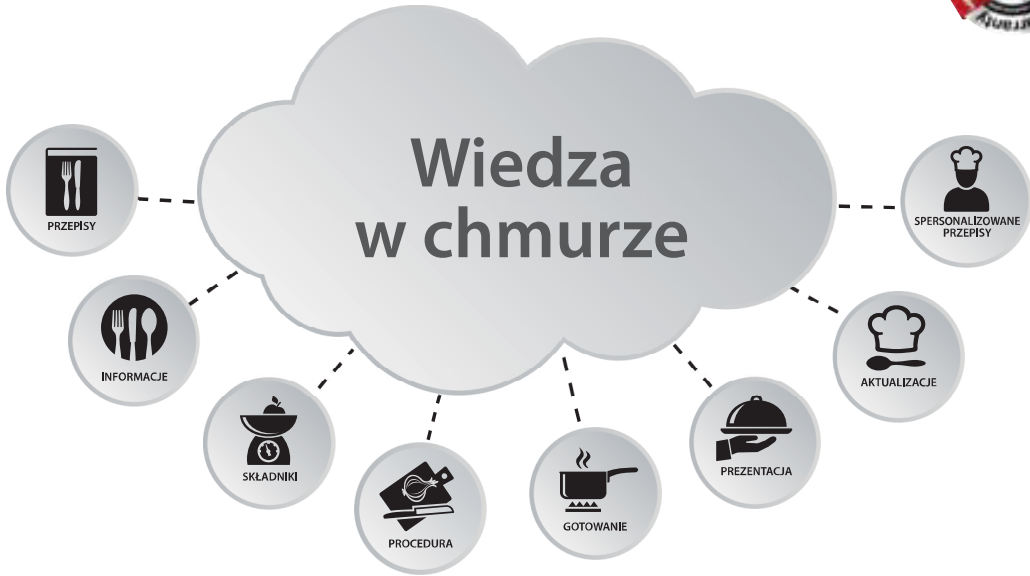 Wiedza
w chmurze
PRZEPISY
INFORMACJE
SKŁADNIKI
PROCEDURA
GOTOWANIE
PREZENTACJA
AKTUALIZACJE
SPERSONALIZOWANE
PRZEPISY